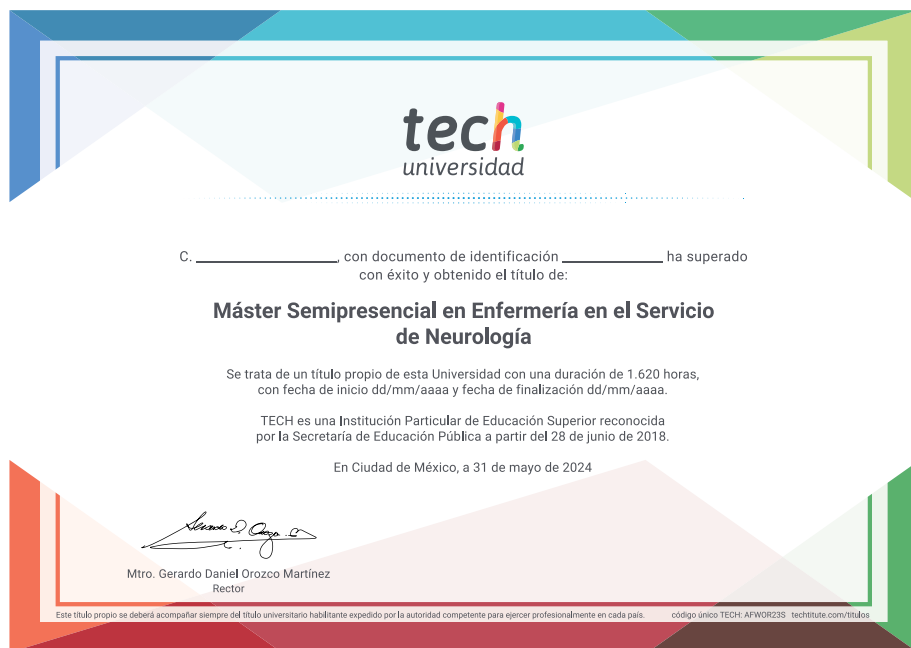 tech
universidad
C. __________________, con documento de identificación _____________ ha superado
con éxito y obtenido el título de:
Máster Semipresencial en Enfermería en el Servicio
de Neurología
Se trata de un título propio de esta Universidad con una duración de 1.620 horas,
con fecha de inicio dd/mm/aaaa y fecha de finalización dd/mm/aaaa.
TECH es una Institución Particular de Educación Superior reconocida
por la Secretaría de Educación Pública a partir del 28 de junio de 2018.
En Ciudad de México, a 31 de mayo de 2024
Mtro. Gerardo Daniel Orozco Martínez
Rector
Este título propio se deberá acompañar siempre del título universitario habilitante expedido por la autoridad competente para ejercer profesionalmente en cada país. código único TECH: AFWOR23S techtitute.com/titulos